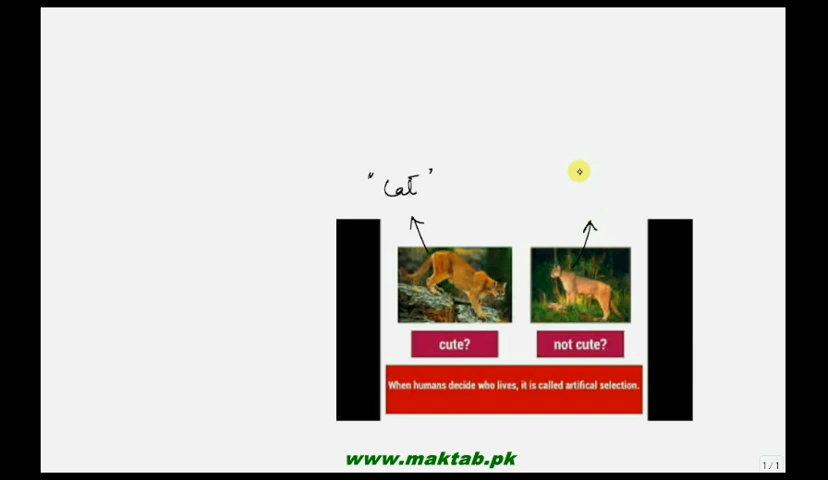 "Cat"
cute?
not cute?
When humans decide who lives, it is called artifical selection.
www.maktab.pk
1/1